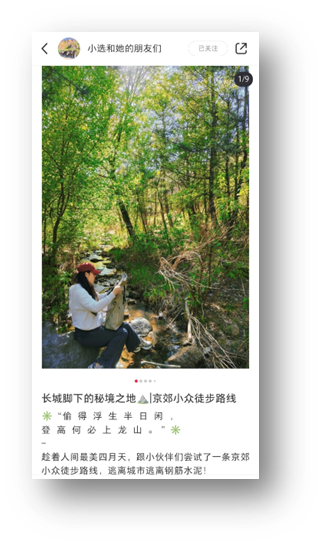 小选和她的朋友们
已关注
1/9
长城脚下的秘境之地⛰️|京郊小众徒步路线
✳️“偷得浮生半日闲，
登高何必上龙山。”✳️
–
趁着人间最美四月天，跟小伙伴们尝试了一条京郊
小众徒步路线，逃离城市逃离钢筋水泥！